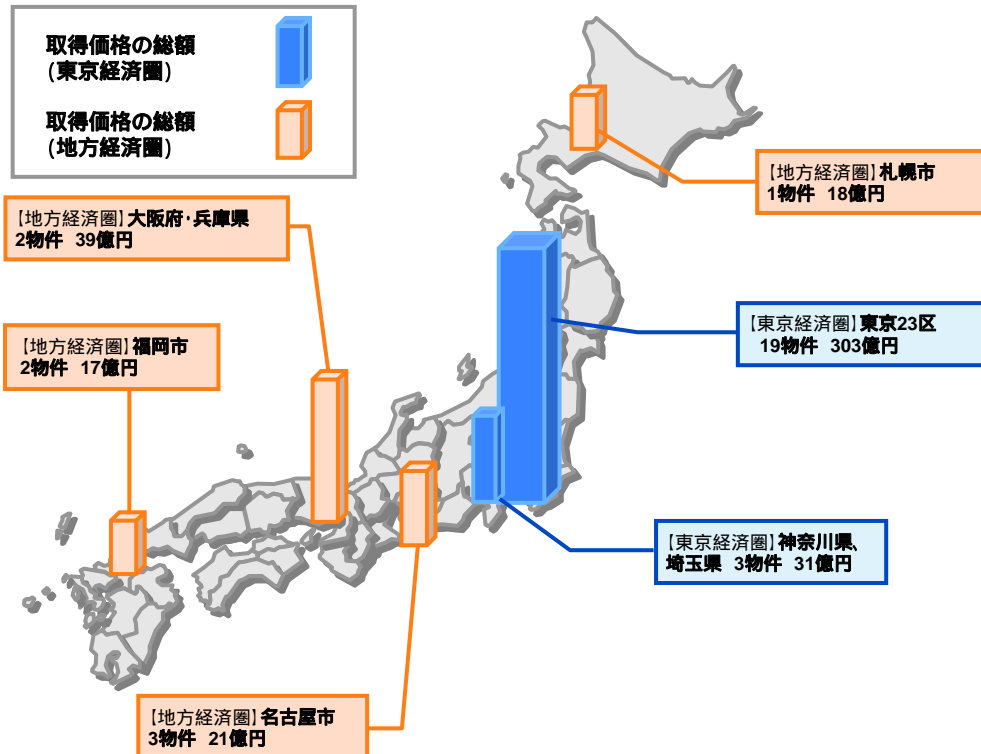 取得価格の総額
(東京経済圏)
取得価格の総額
(地方経済圏)
【地方経済圏】札幌市
1物件 18億円
【地方経済圏】大阪府・兵庫県
2物件 39億円
【東京経済圏】東京23区
19物件 303億円
【地方経済圏】福岡市
2物件 17億円
【東京経済圏】神奈川県、
埼玉県 3物件 31億円
【地方経済圏】名古屋市
3物件 21億円